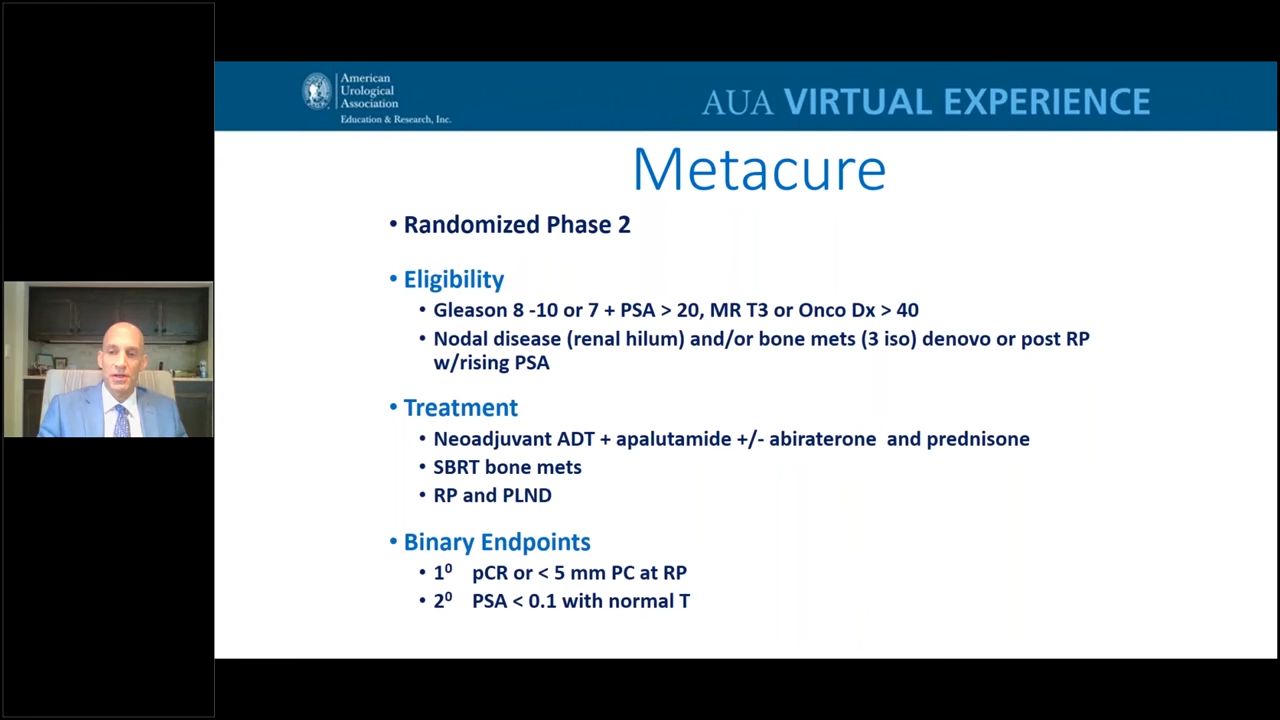 American
Urological
Association
Education & Research, Inc.
AUA VIRTUAL EXPERIENCE
Metacure
• Randomized Phase 2
• Eligibility
• Gleason 8 -10 or 7 + PSA > 20, MR T3 or Onco Dx > 40
• Nodal disease (renal hilum) and/or bone mets (3 iso) denovo or post RP
w/rising PSA
• Treatment
• Neoadjuvant ADT + apalutamide +/- abiraterone and prednisone
• SBRT bone mets
• RP and PLND
• Binary Endpoints
• 1⁰ pCR or < 5 mm PC at RP
• 2⁰ PSA < 0.1 with normal T